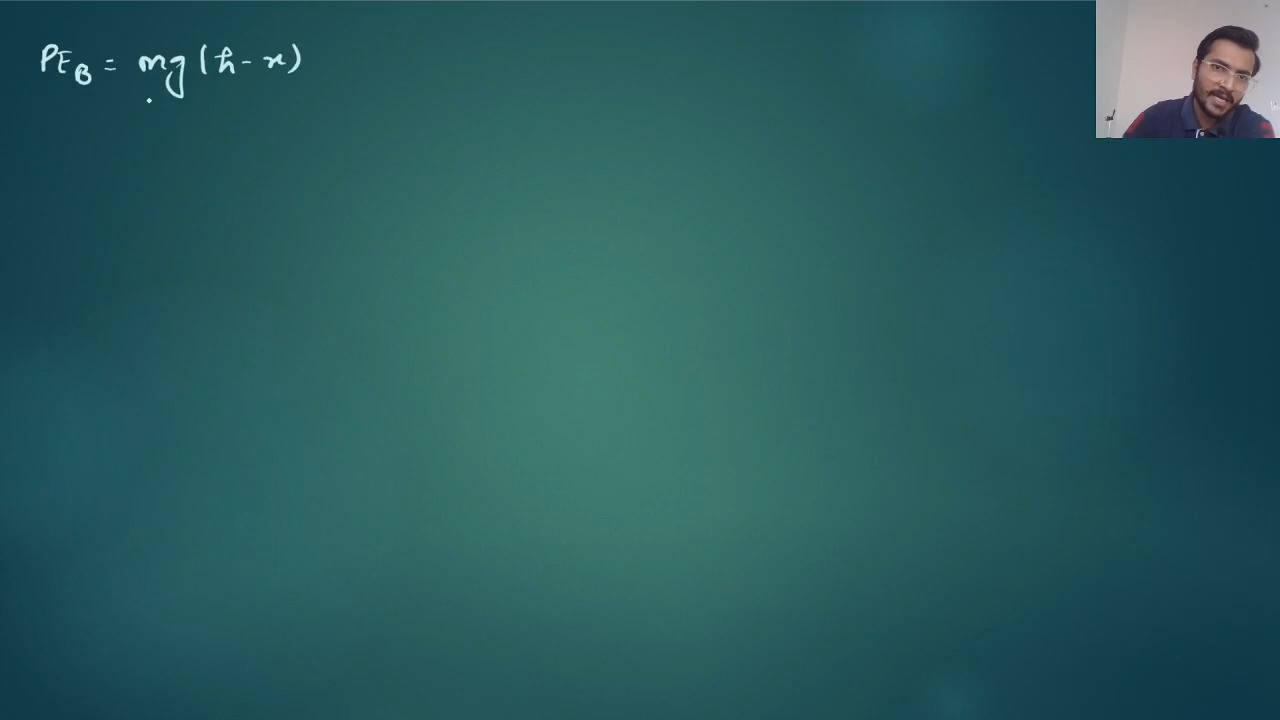 PE_B = mg(h-x)